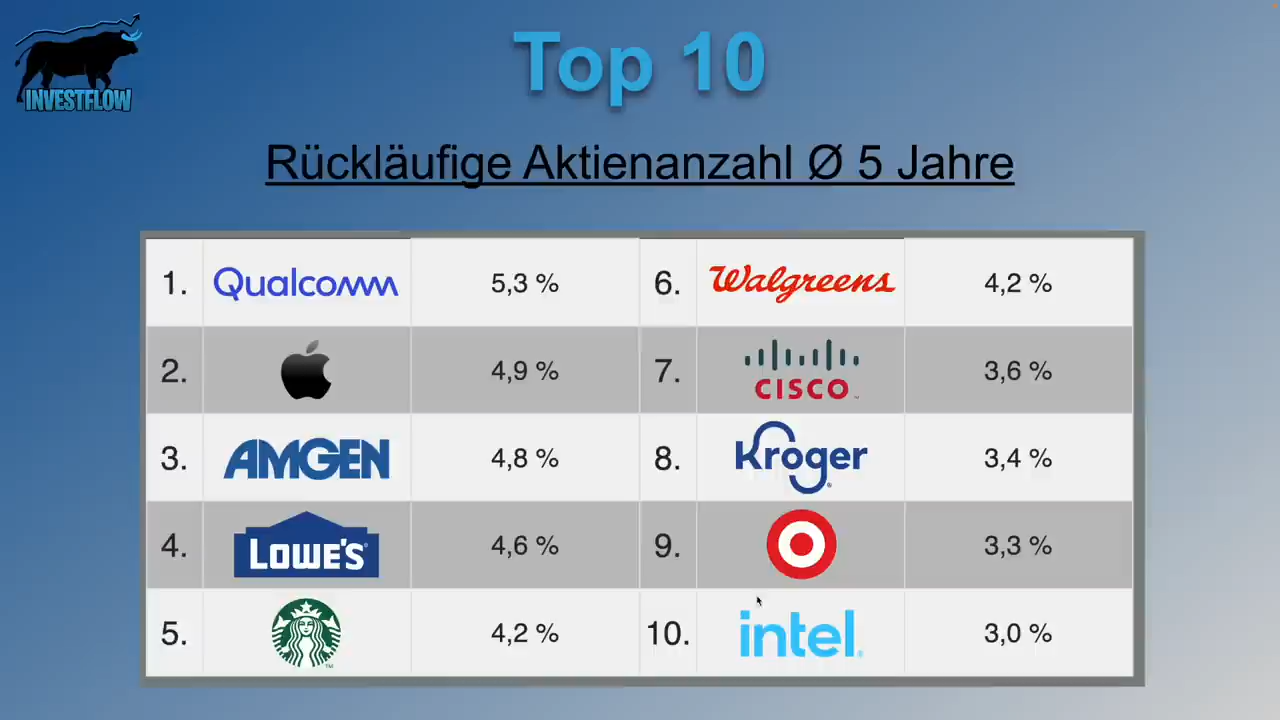 INVESTFLOW
Top 10
Rückläufige Aktienanzahl Ø 5 Jahre
1. Qualcomm 5,3 % 6. Walgreens 4,2 %
2. 4,9 % 7. CISCO 3,6 %
3. AMGEN 4,8 % 8. Kroger 3,4 %
4. LOWE'S 4,6 % 9. 3,3 %
5. 4,2 % 10. intel 3,0 %